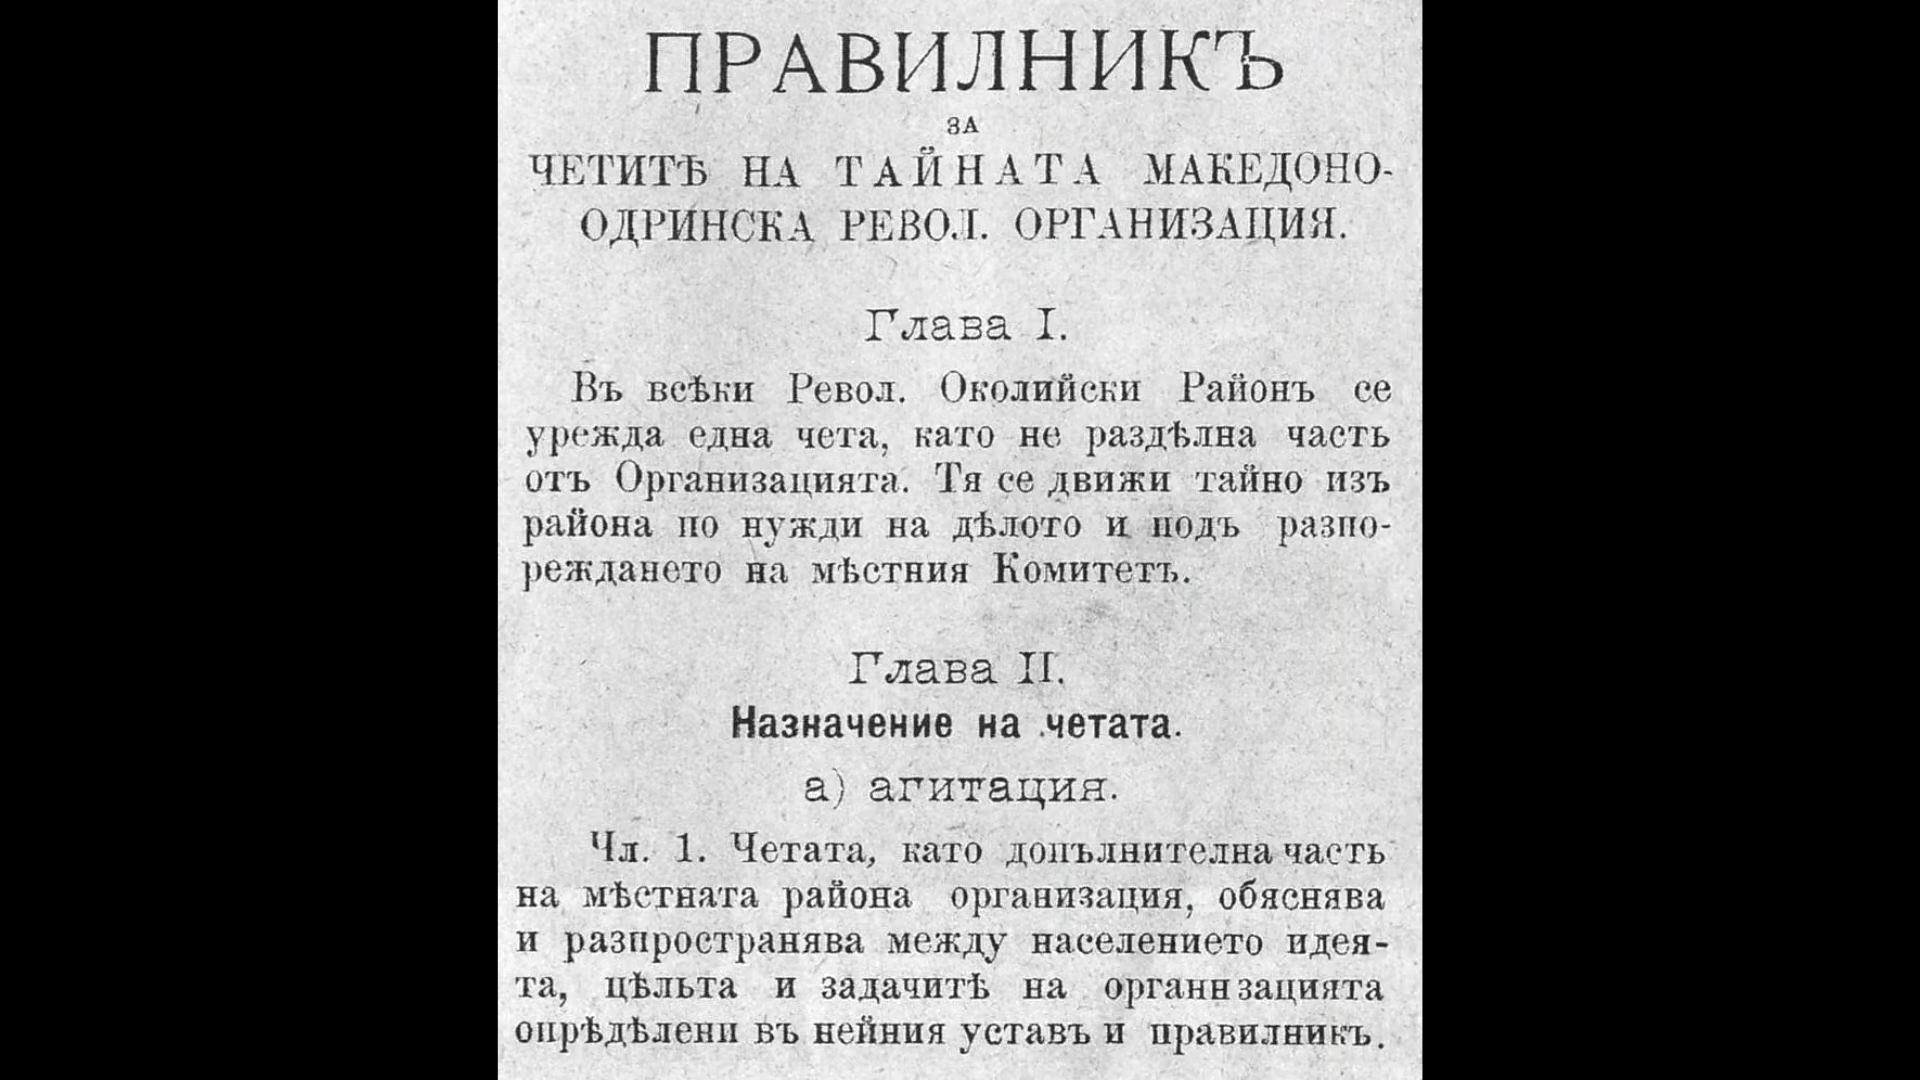 ПРАВИЛНИКЪ
ЗА
ЧЕТИТѢ НА ТАЙНАТА МАКЕДОНО-
ОДРИНСКА РЕВОЛ. ОРГАНИЗАЦИЯ.
Глава I.
Въ всѣки Револ. Околийски Районъ се
урежда една чета, като не раздѣлна часть
отъ Организацията. Тя се движи тайно изъ
района по нужди на дѣлото и подъ разпо-
реждането на мѣстния Комитетъ.
Глава II.
Назначение на четата.
а) агитация.
Чл. 1. Четата, като допълнителна часть
на мѣстната района организация, обяснява
и разпространява между населението идея-
та, цѣльта и задачитѣ на организацията
опрѣдѣлени въ нейния уставъ и правилникъ.